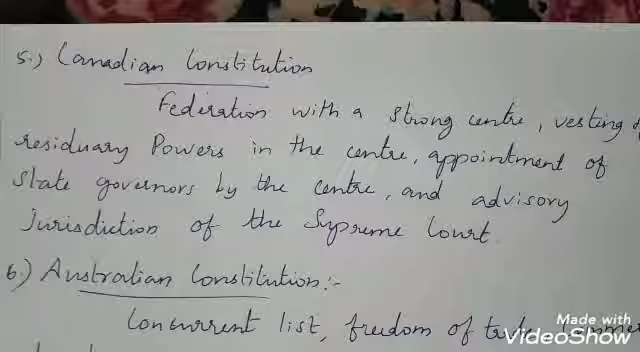 5.) Canadian Constitution
Federation with a strong centre, vesting of
residuary Powers in the centre, appointment of
state governors by the centre, and advisory
Jurisdiction of the Supreme Court.
6.) Australian Constitution:-
Concurrent list, freedom of
Made with
VideoShow